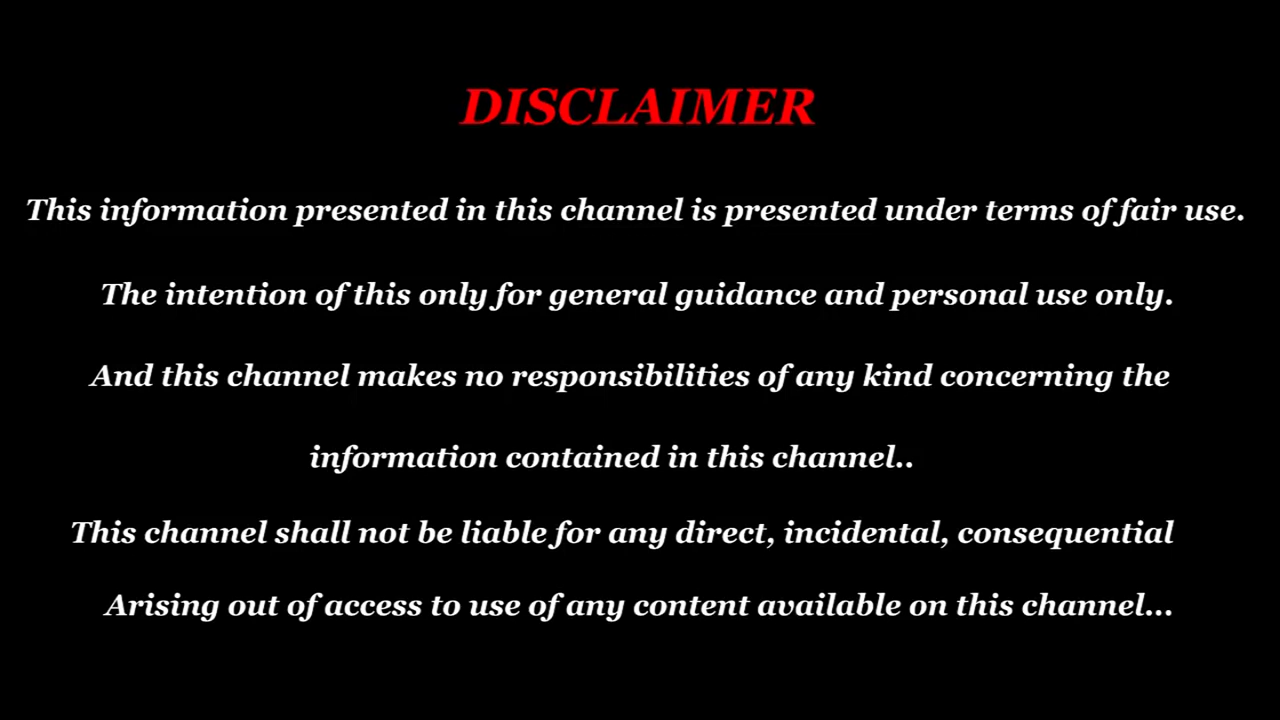 DISCLAIMER
This information presented in this channel is presented under terms of fair use.
The intention of this only for general guidance and personal use only.
And this channel makes no responsibilities of any kind concerning the
information contained in this channel..
This channel shall not be liable for any direct, incidental, consequential
Arising out of access to use of any content available on this channel...